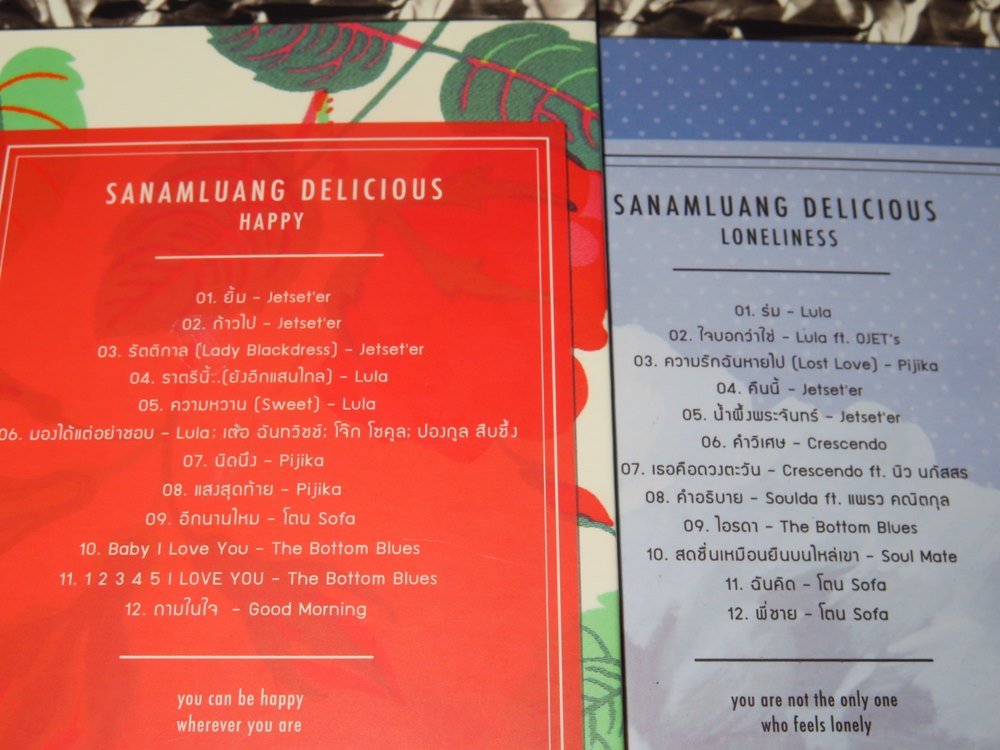 SANAMLUANG DELICIOUS
HAPPY
01. ยิ้ม – Jetset'er
02. ก้าวไป – Jetset'er
03. รัตติกาล (Lady Blackdress) – Jetset'er
04. ราตรีนี้..(ยังอีกแสนไกล) – Lula
05. ความหวาน (Sweet) – Lula
06. มองได้แต่อย่าชอบ – Lula; เต๋อ ฉันทวิชช์; โจ๊ก โซคูล; ปองกูล สืบซึ้ง
07. นิดนึง – Pijika
08. แสงสุดท้าย – Pijika
09. อีกนานไหม – โตน Sofa
10. Baby I Love You – The Bottom Blues
11. 1 2 3 4 5 I LOVE YOU – The Bottom Blues
12. ถามในใจ – Good Morning
you can be happy
wherever you are
SANAMLUANG DELICIOUS
LONELINESS
01. ร่ม – Lula
02. ใจบอกว่าใช่ – Lula ft. OJET's
03. ความรักฉันหายไป (Lost Love) – Pijika
04. คืนนี้ – Jetset'er
05. น้ำผึ้งพระจันทร์ – Jetset'er
06. คำวิเศษ – Crescendo
07. เธอคือดวงตะวัน – Crescendo ft. นิว นภัสสร
08. คำอธิบาย – Soulda ft. แพรว คณิตกุล
09. ไอรดา – The Bottom Blues
10. สดชื่นเหมือนยืนบนไหล่เขา – Soul Mate
11. ฉันคิด – โตน Sofa
12. พี่ชาย – โตน Sofa
you are not the only one
who feels lonely